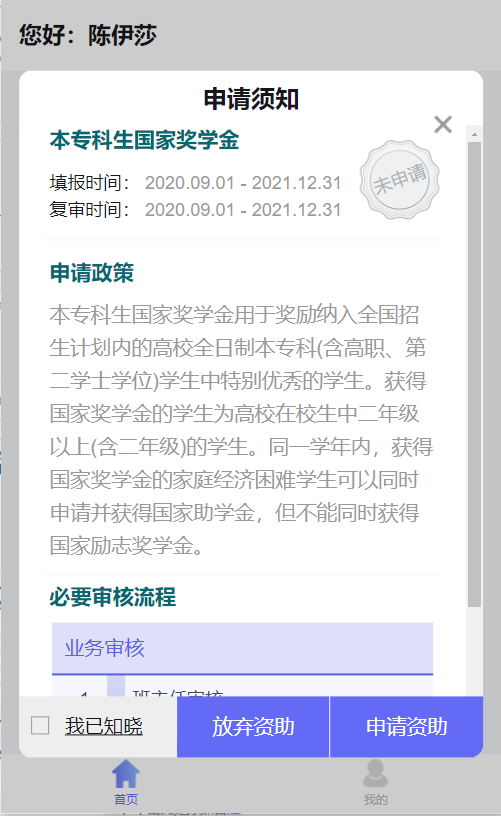 您好：陈伊莎
申请须知
本专科生国家奖学金
填报时间： 2020.09.01 - 2021.12.31
复审时间： 2020.09.01 - 2021.12.31
未申请
申请政策
本专科生国家奖学金用于奖励纳入全国招
生计划内的高校全日制本专科(含高职、第
二学士学位)学生中特别优秀的学生。获得
国家奖学金的学生为高校在校生中二年级
以上(含二年级)的学生。同一学年内，获得
国家奖学金的家庭经济困难学生可以同时
申请并获得国家助学金，但不能同时获得
国家励志奖学金。
必要审核流程
业务审核
1 班主任审核
我已知晓 放弃资助 申请资助
首页 我的